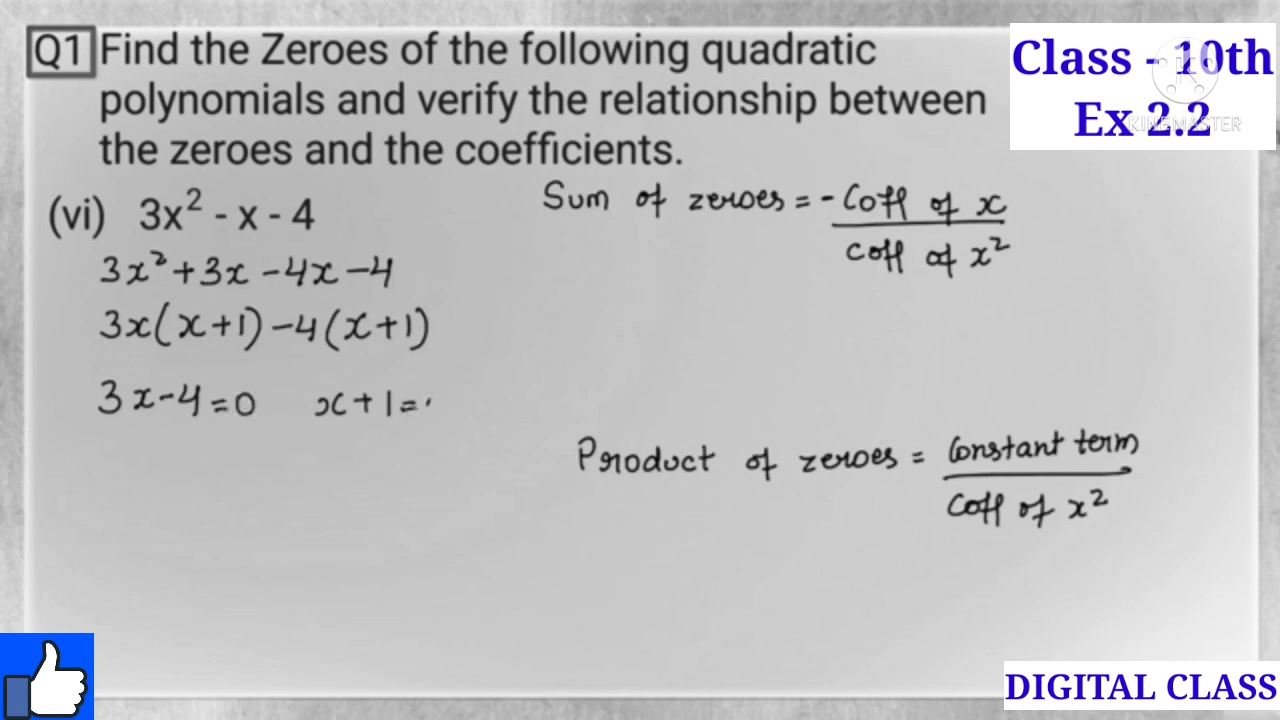 Q1 Find the Zeroes of the following quadratic
polynomials and verify the relationship between
the zeroes and the coefficients.
Class - 10th
Ex 2.2
KINEMASTER
(vi) 3x² - x - 4
3x² + 3x - 4x - 4
3x(x+1) - 4(x+1)
3x - 4 = 0 x + 1 =
Sum of zeroes = - Coff of x
coff of x²
Product of zeroes = Constant term
Coff of x²
DIGITAL CLASS